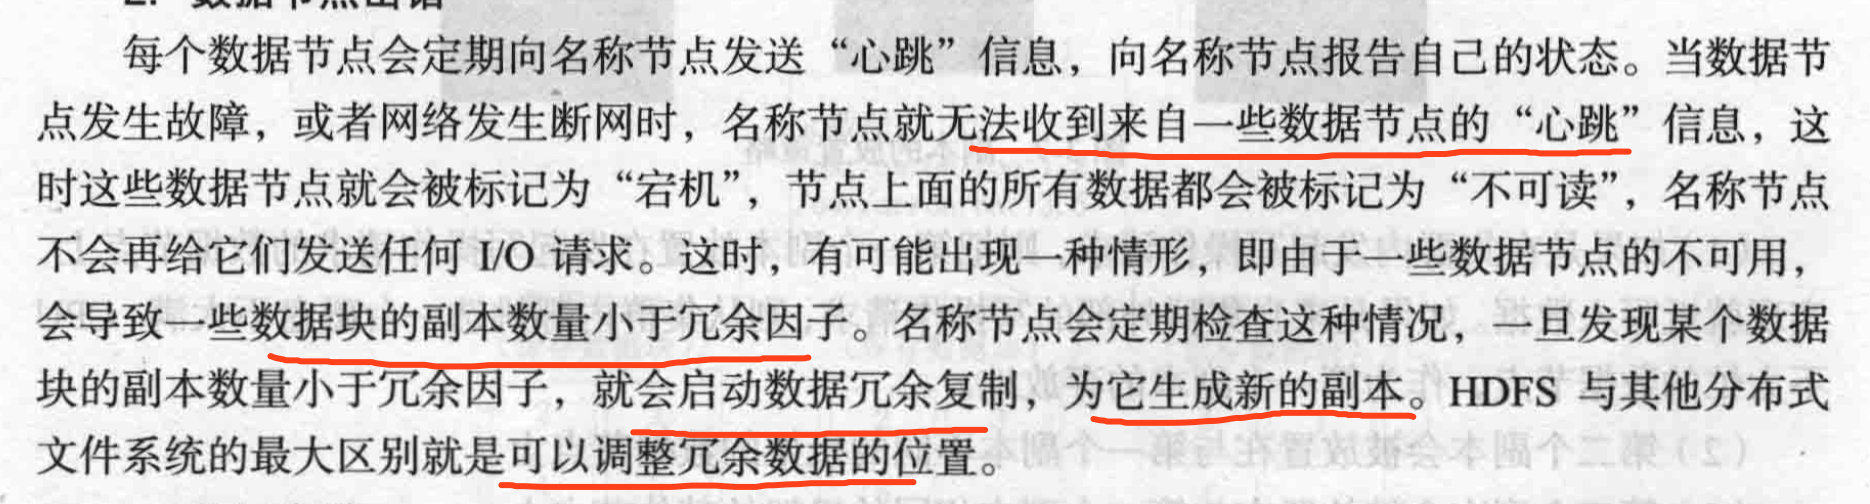 2. 数据节点出错
每个数据节点会定期向名称节点发送“心跳”信息，向名称节点报告自己的状态。当数据节
点发生故障，或者网络发生断网时，名称节点就无法收到来自一些数据节点的“心跳”信息，这
时这些数据节点就会被标记为“宕机”，节点上面的所有数据都会被标记为“不可读”，名称节点
不会再给它们发送任何 I/O 请求。这时，有可能出现一种情形，即由于一些数据节点的不可用，
会导致一些数据块的副本数量小于冗余因子。名称节点会定期检查这种情况，一旦发现某个数据
块的副本数量小于冗余因子，就会启动数据冗余复制，为它生成新的副本。HDFS 与其他分布式
文件系统的最大区别就是可以调整冗余数据的位置。